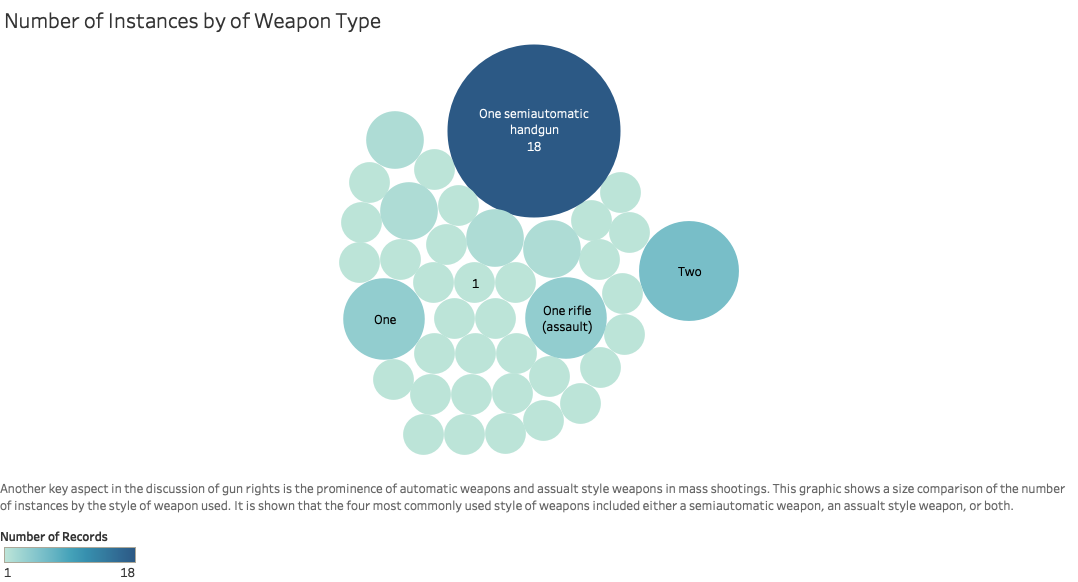 Number of Instances by of Weapon Type
One semiautomatic
handgun
18
Two
1
One rifle
(assault)
One
Another key aspect in the discussion of gun rights is the prominence of automatic weapons and assualt style weapons in mass shootings. This graphic shows a size comparison of the number
of instances by the style of weapon used. It is shown that the four most commonly used style of weapons included either a semiautomatic weapon, an assualt style weapon, or both.
Number of Records
1 18